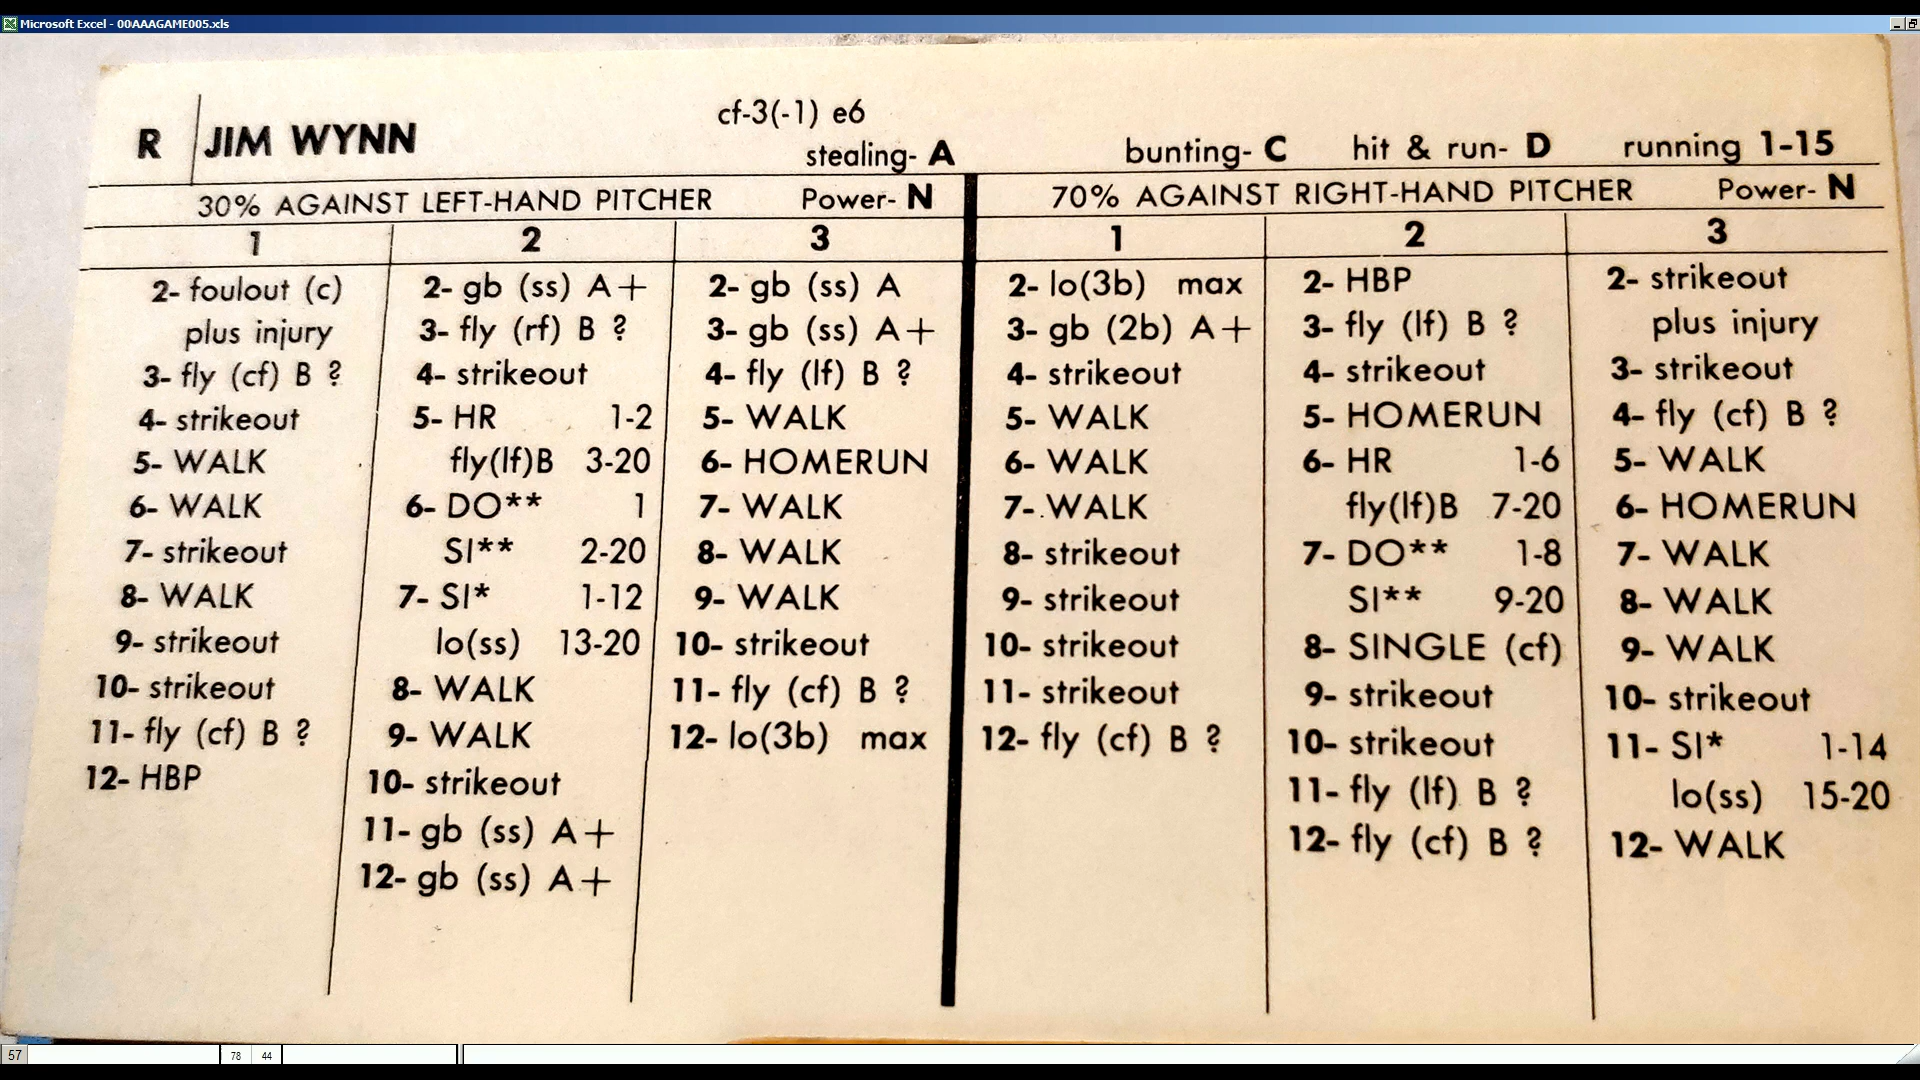 Microsoft Excel - 00AAAGAME005.xls
cf-3(-1) e6
R JIM WYNN
stealing- A bunting- C hit & run- D running 1-15
30% AGAINST LEFT-HAND PITCHER Power- N
1
2- foulout (c)
plus injury
3- fly (cf) B ?
4- strikeout
5- WALK
6- WALK
7- strikeout
8- WALK
9- strikeout
10- strikeout
11- fly (cf) B ?
12- HBP
2
2- gb (ss) A+
3- fly (rf) B ?
4- strikeout
5- HR 1-2
fly(lf)B 3-20
6- DO** 1
SI** 2-20
7- SI* 1-12
lo(ss) 13-20
8- WALK
9- WALK
10- strikeout
11- gb (ss) A+
12- gb (ss) A+
3
2- gb (ss) A
3- gb (ss) A+
4- fly (lf) B ?
5- WALK
6- HOMERUN
7- WALK
8- WALK
9- WALK
10- strikeout
11- fly (cf) B ?
12- lo(3b) max
70% AGAINST RIGHT-HAND PITCHER Power- N
1
2- lo(3b) max
3- gb (2b) A+
4- strikeout
5- WALK
6- WALK
7- WALK
8- strikeout
9- strikeout
10- strikeout
11- strikeout
12- fly (cf) B ?
2
2- HBP
3- fly (lf) B ?
4- strikeout
5- HOMERUN
6- HR 1-6
fly(lf)B 7-20
7- DO** 1-8
SI** 9-20
8- SINGLE (cf)
9- strikeout
10- strikeout
11- fly (lf) B ?
12- fly (cf) B ?
3
2- strikeout
plus injury
3- strikeout
4- fly (cf) B ?
5- WALK
6- HOMERUN
7- WALK
8- WALK
9- WALK
10- strikeout
11- SI* 1-14
lo(ss) 15-20
12- WALK
57 78 44